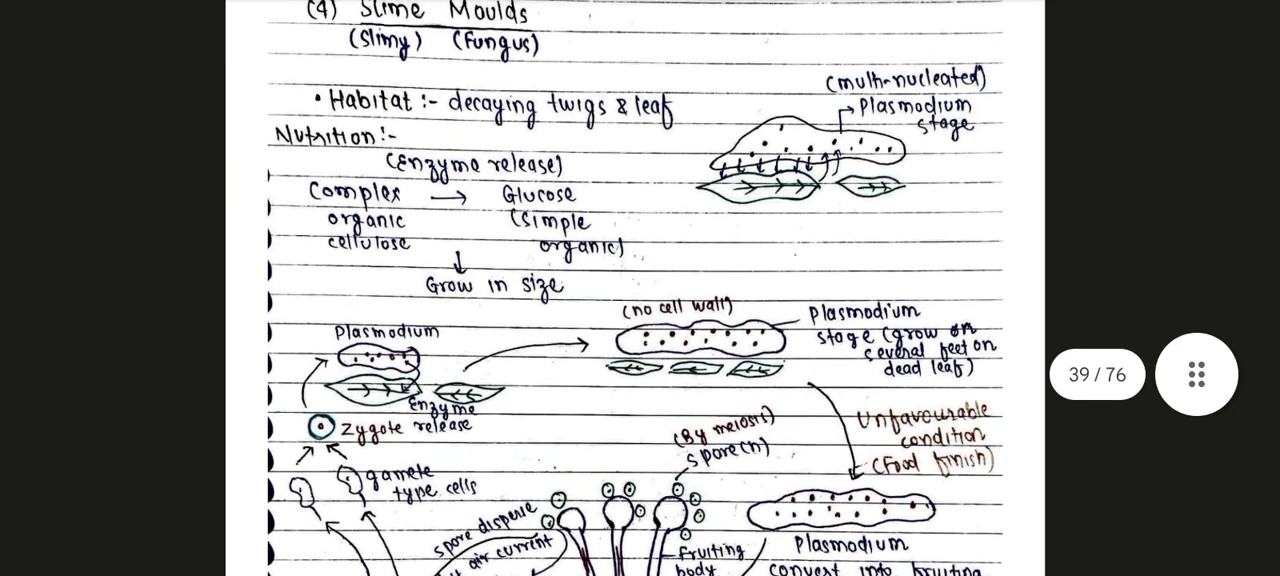 (4) Slime Moulds
(Slimy) (Fungus)
(multi-nucleated)
Plasmodium
stage
• Habitat :- decaying twigs & leaf
Nutrition :-
(Enzyme release)
Complex → Glucose
organic (simple
cellulose organic)
↓
Grow in size
(no cell wall)
Plasmodium
Plasmodium
stage (grow on
several feet on
dead leaf)
Enzyme
release
zygote
gamete
type cells
Unfavourable
condition
(Food finish)
(By meiosis)
spore(n)
spore disperse
air current
Fruiting
body
Plasmodium
convert into fruiting
39 / 76